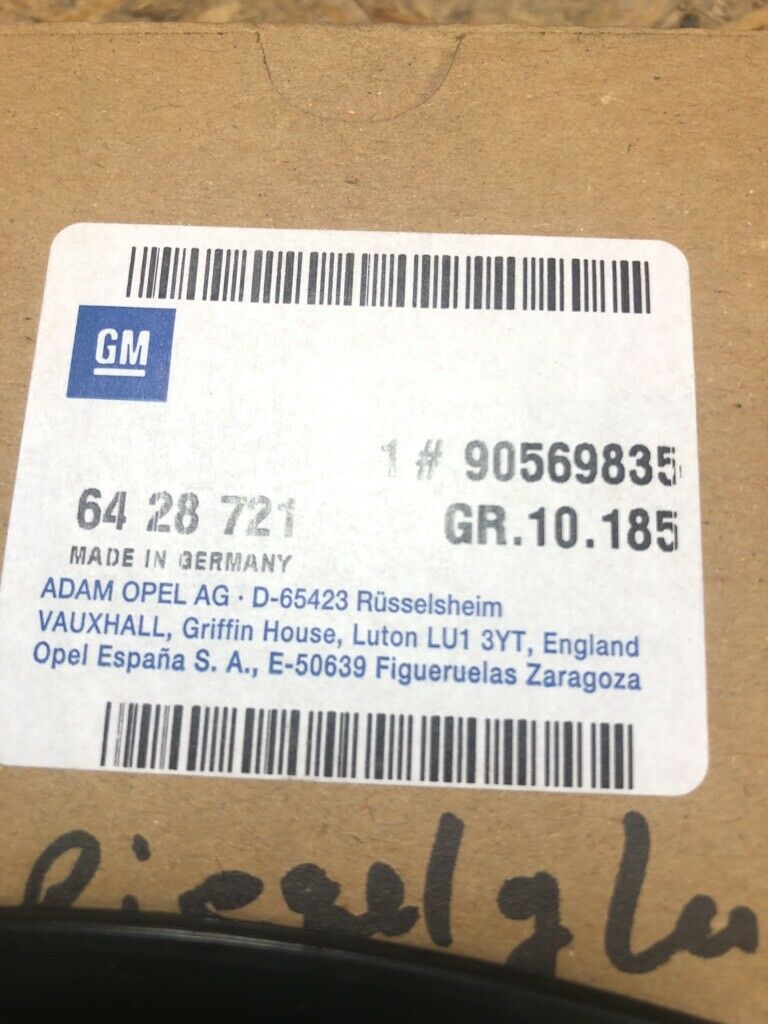 GM
1 # 90569835
64 28 721
GR.10.185
MADE IN GERMANY
ADAM OPEL AG · D-65423 Rüsselsheim
VAUXHALL, Griffin House, Luton LU1 3YT, England
Opel España S. A., E-50639 Figueruelas Zaragoza